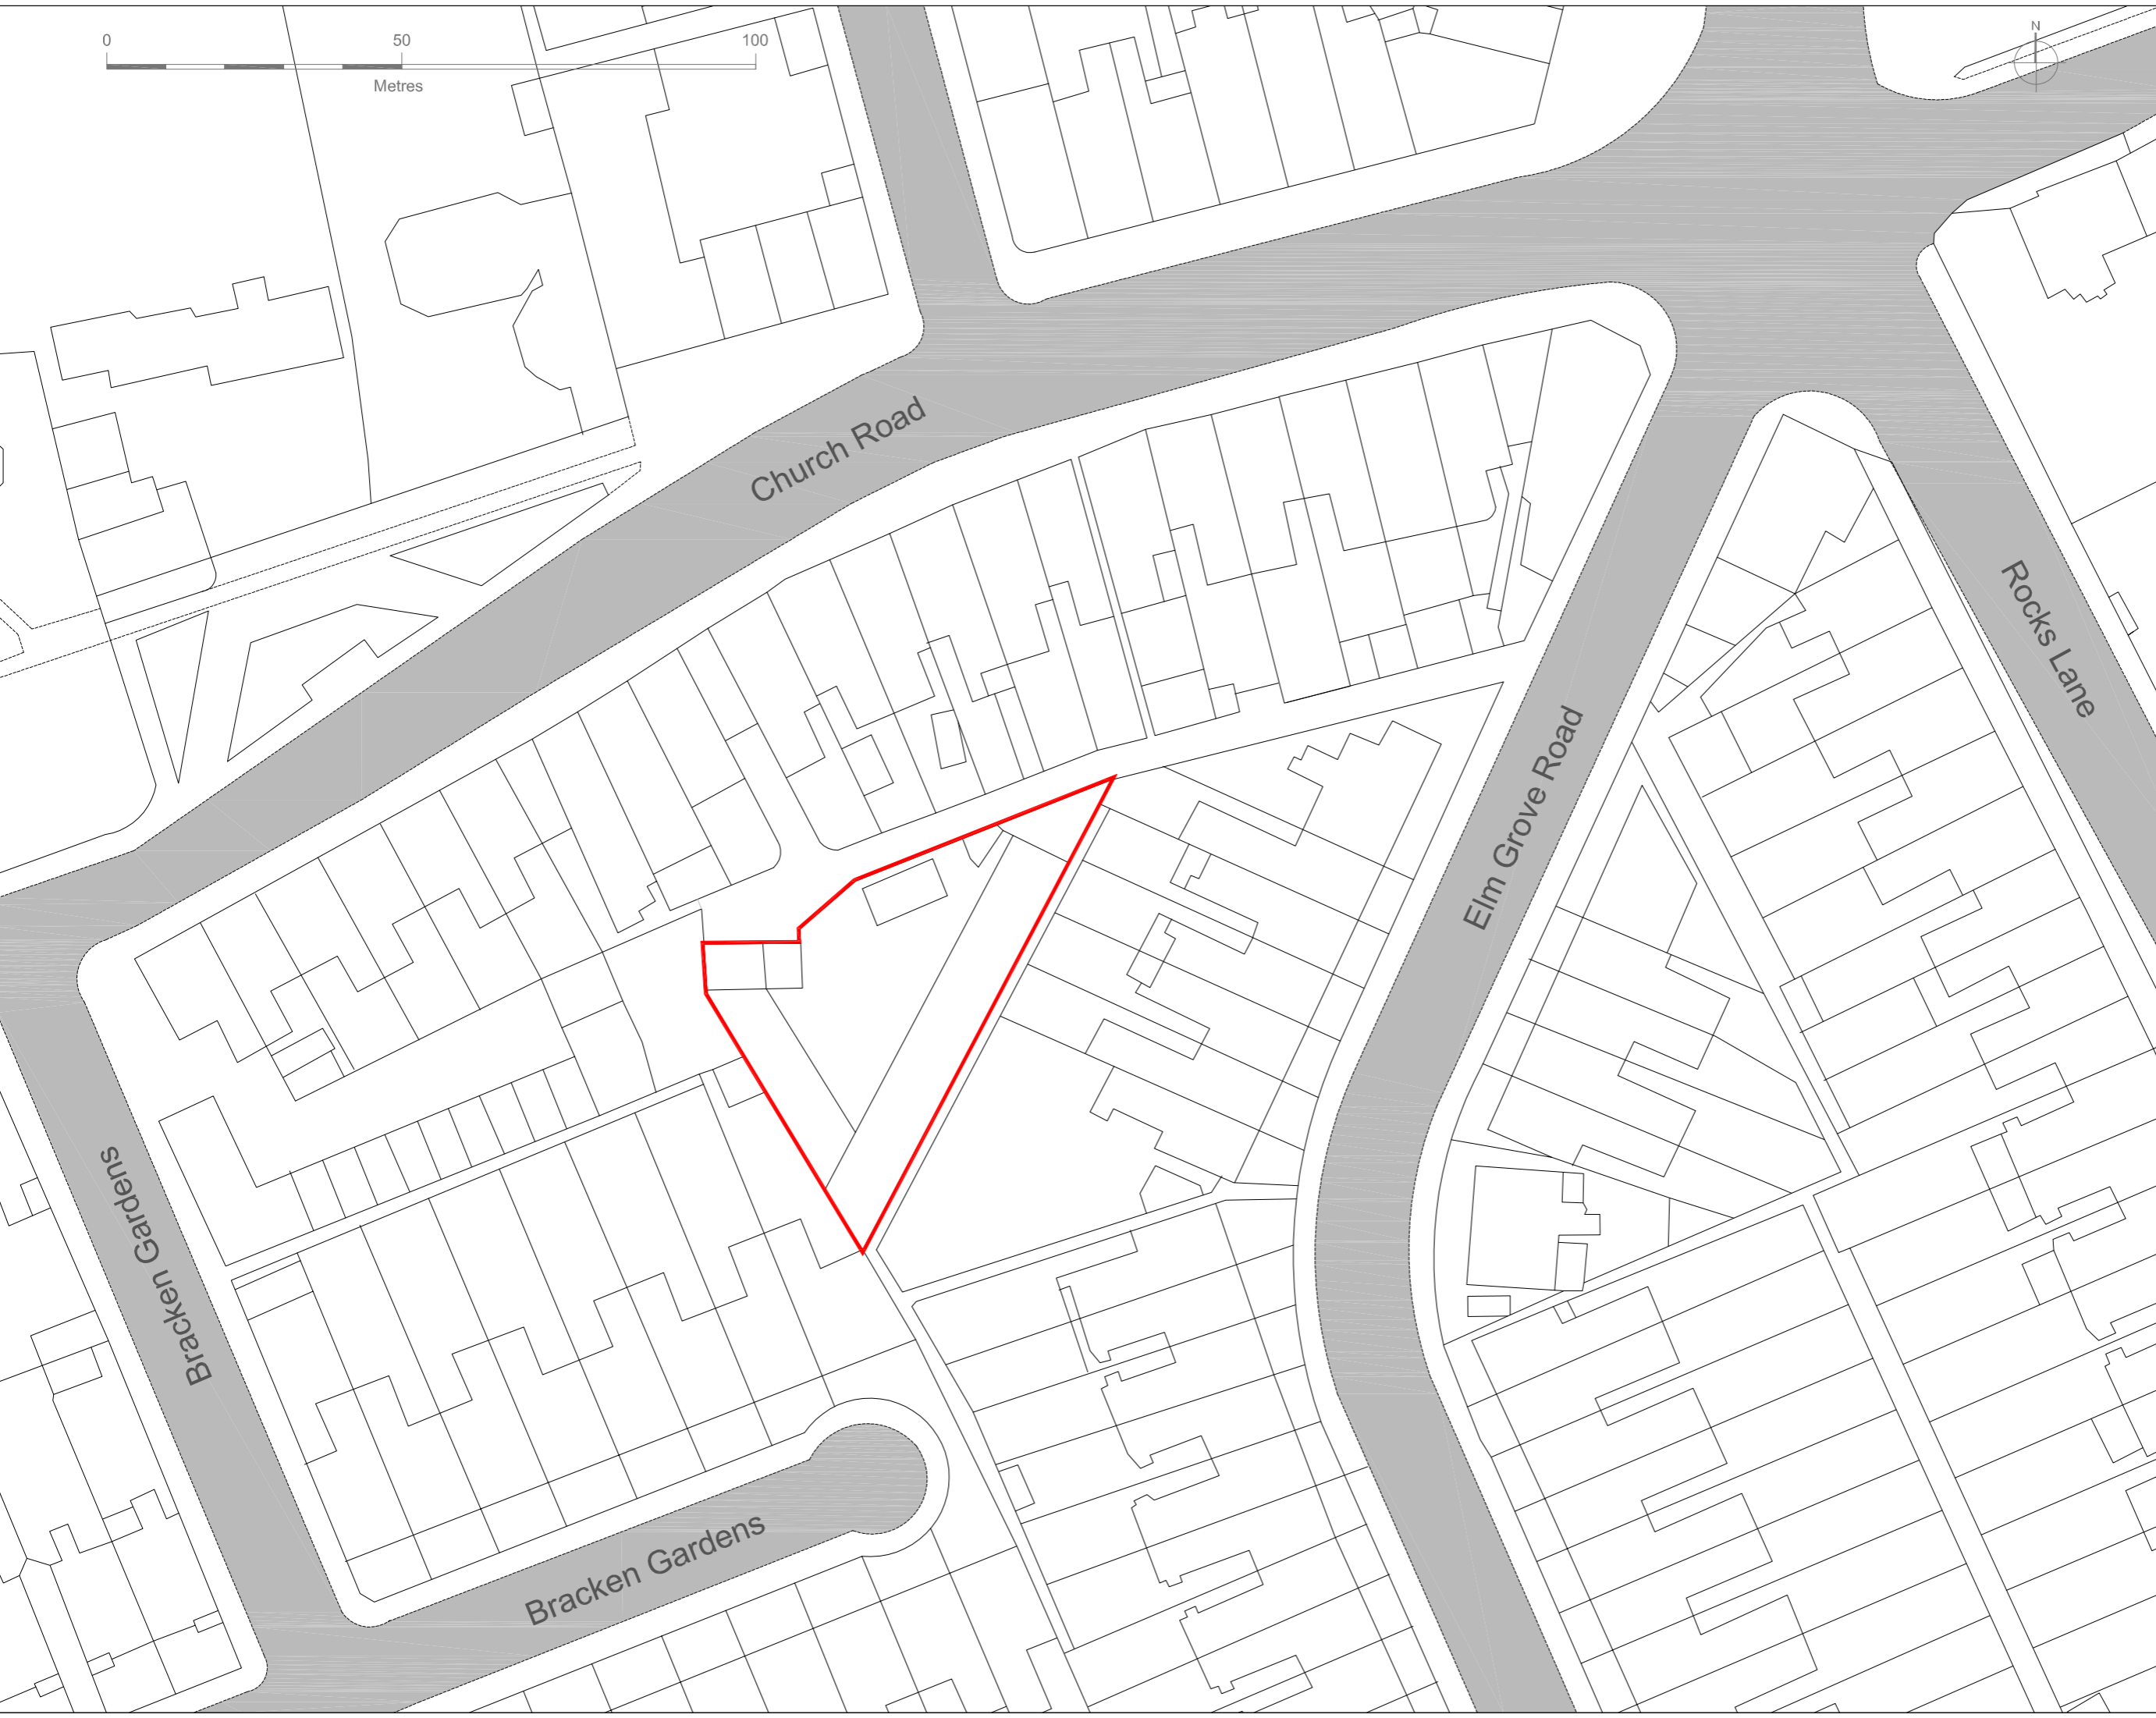 0 50 100
Metres
N
Church Road
Rocks Lane
Elm Grove Road
Bracken Gardens
Bracken Gardens